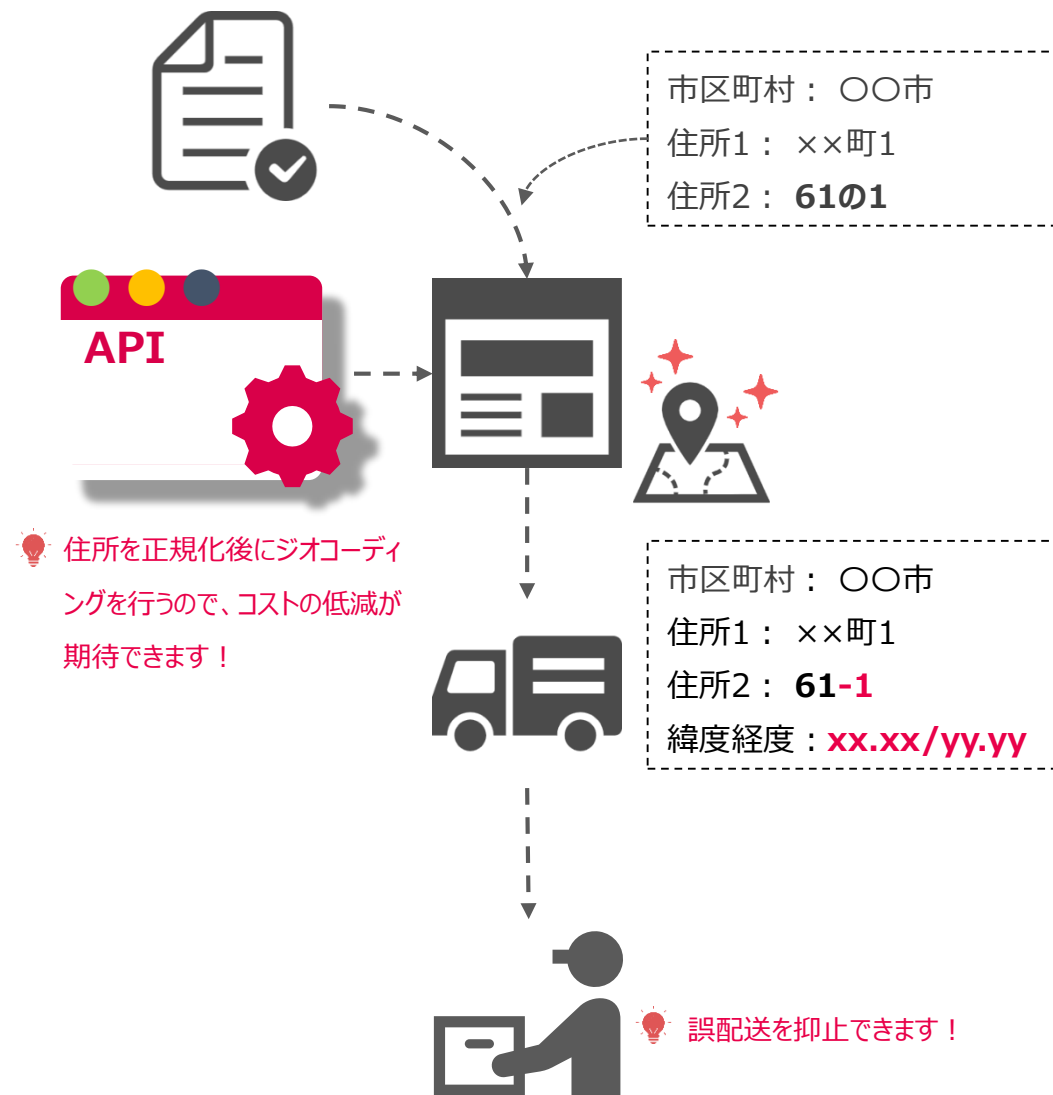 市区町村： 〇〇市
住所1： ××町1
住所2： 61の1
API
住所を正規化後にジオコーディ
ングを行うので、コストの低減が
期待できます！
市区町村： 〇〇市
住所1： ××町1
住所2： 61-1
緯度経度：xx.xx/yy.yy
誤配送を抑止できます！